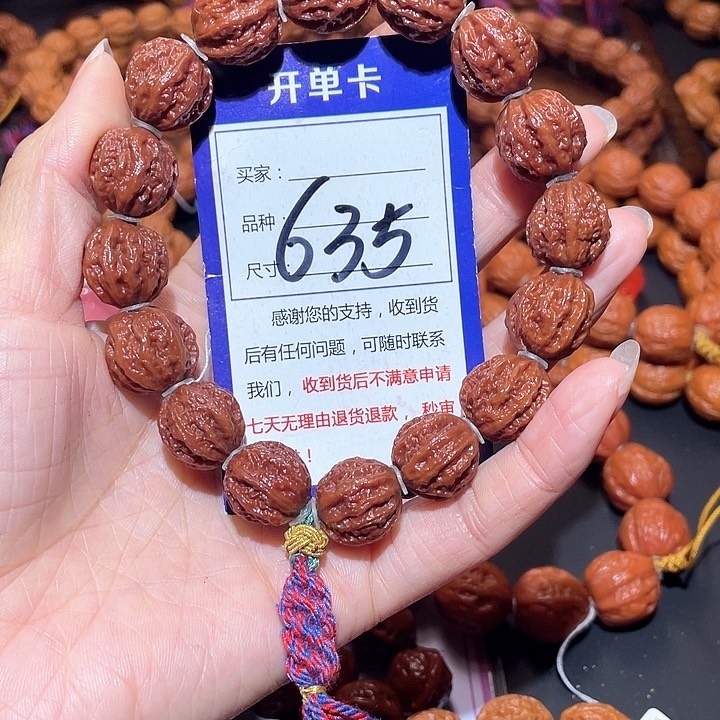 开单卡
买家：
品种：
尺寸
635
感谢您的支持，收到货
后有任何问题，可随时联系
我们，收到货后不满意申请
七天无理由退货退款，秒审
！